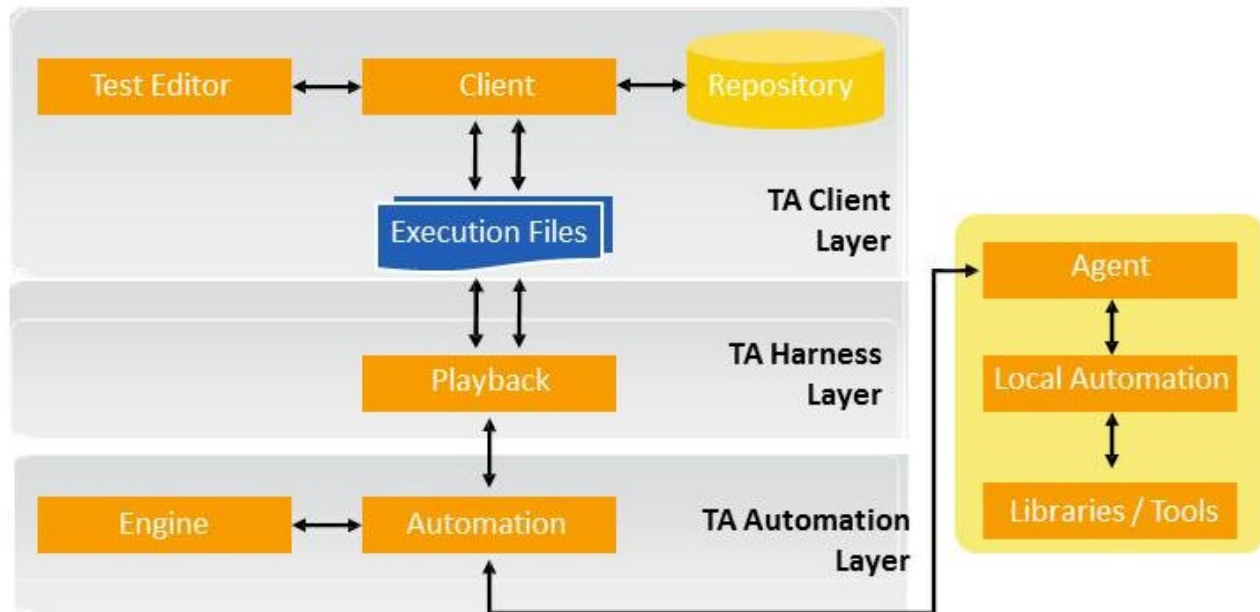 Test Editor
Client
Repository
Execution Files
TA Client
Layer
Playback
TA Harness
Layer
Engine
Automation
TA Automation
Layer
Agent
Local Automation
Libraries / Tools